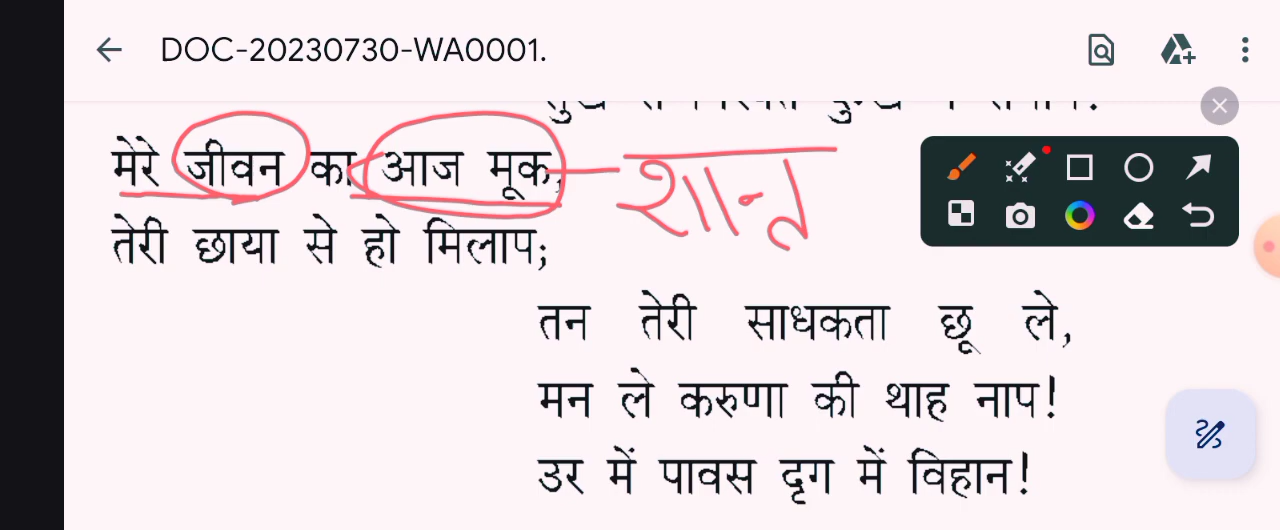 DOC-20230730-WA0001.
मेरे जीवन का आज मूक,
शान्त
तेरी छाया से हो मिलाप;
तन तेरी साधकता छू ले,
मन ले करुणा की थाह नाप!
उर में पावस दृग में विहान!